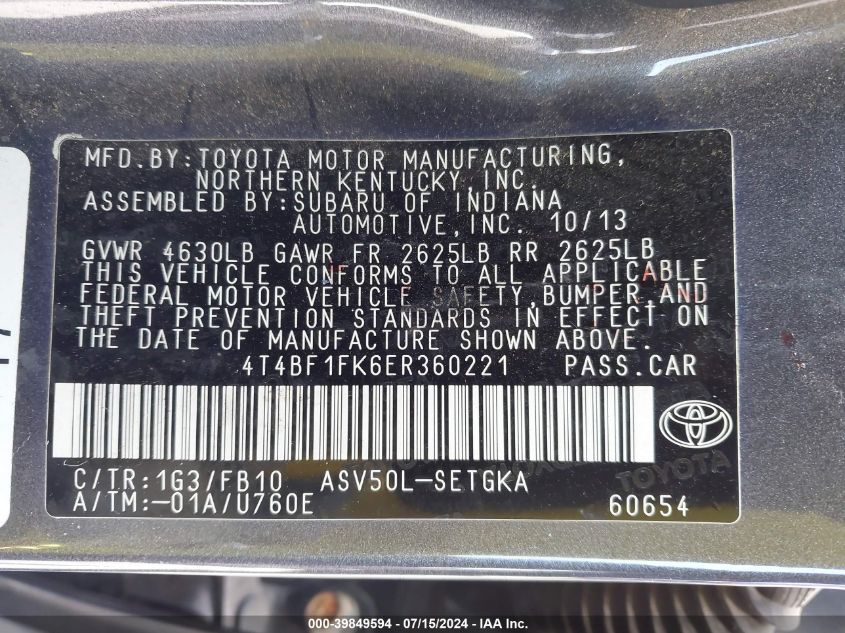 MFD. BY: TOYOTA MOTOR MANUFACTURING,
NORTHERN KENTUCKY, INC.
ASSEMBLED BY: SUBARU OF INDIANA
AUTOMOTIVE, INC. 10/13
GVWR 4630LB GAWR FR 2625LB RR 2625LB
THIS VEHICLE CONFORMS TO ALL APPLICABLE
FEDERAL MOTOR VEHICLE SAFETY, BUMPER, AND
THEFT PREVENTION STANDARDS IN EFFECT ON
THE DATE OF MANUFACTURE SHOWN ABOVE.
4T4BF1FK6ER360221 PASS. CAR
C/TR: 1G3/FB10 ASV50L-SETGKA
TOYOTA
A/TM: -01A/U760E 60654
000-39849594 - 07/15/2024 - IAA Inc.